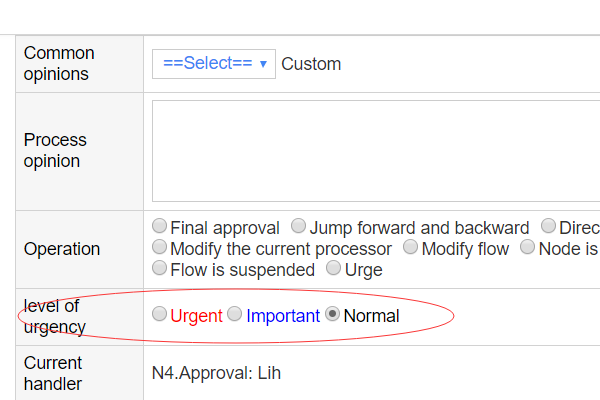 Common
opinions
==Select== Custom
Process
opinion
Operation
Final approval Jump forward and backward Direc
Modify the current processor Modify flow Node is
Flow is suspended Urge
level of
urgency
Urgent Important Normal
Current
handler
N4.Approval: Lih